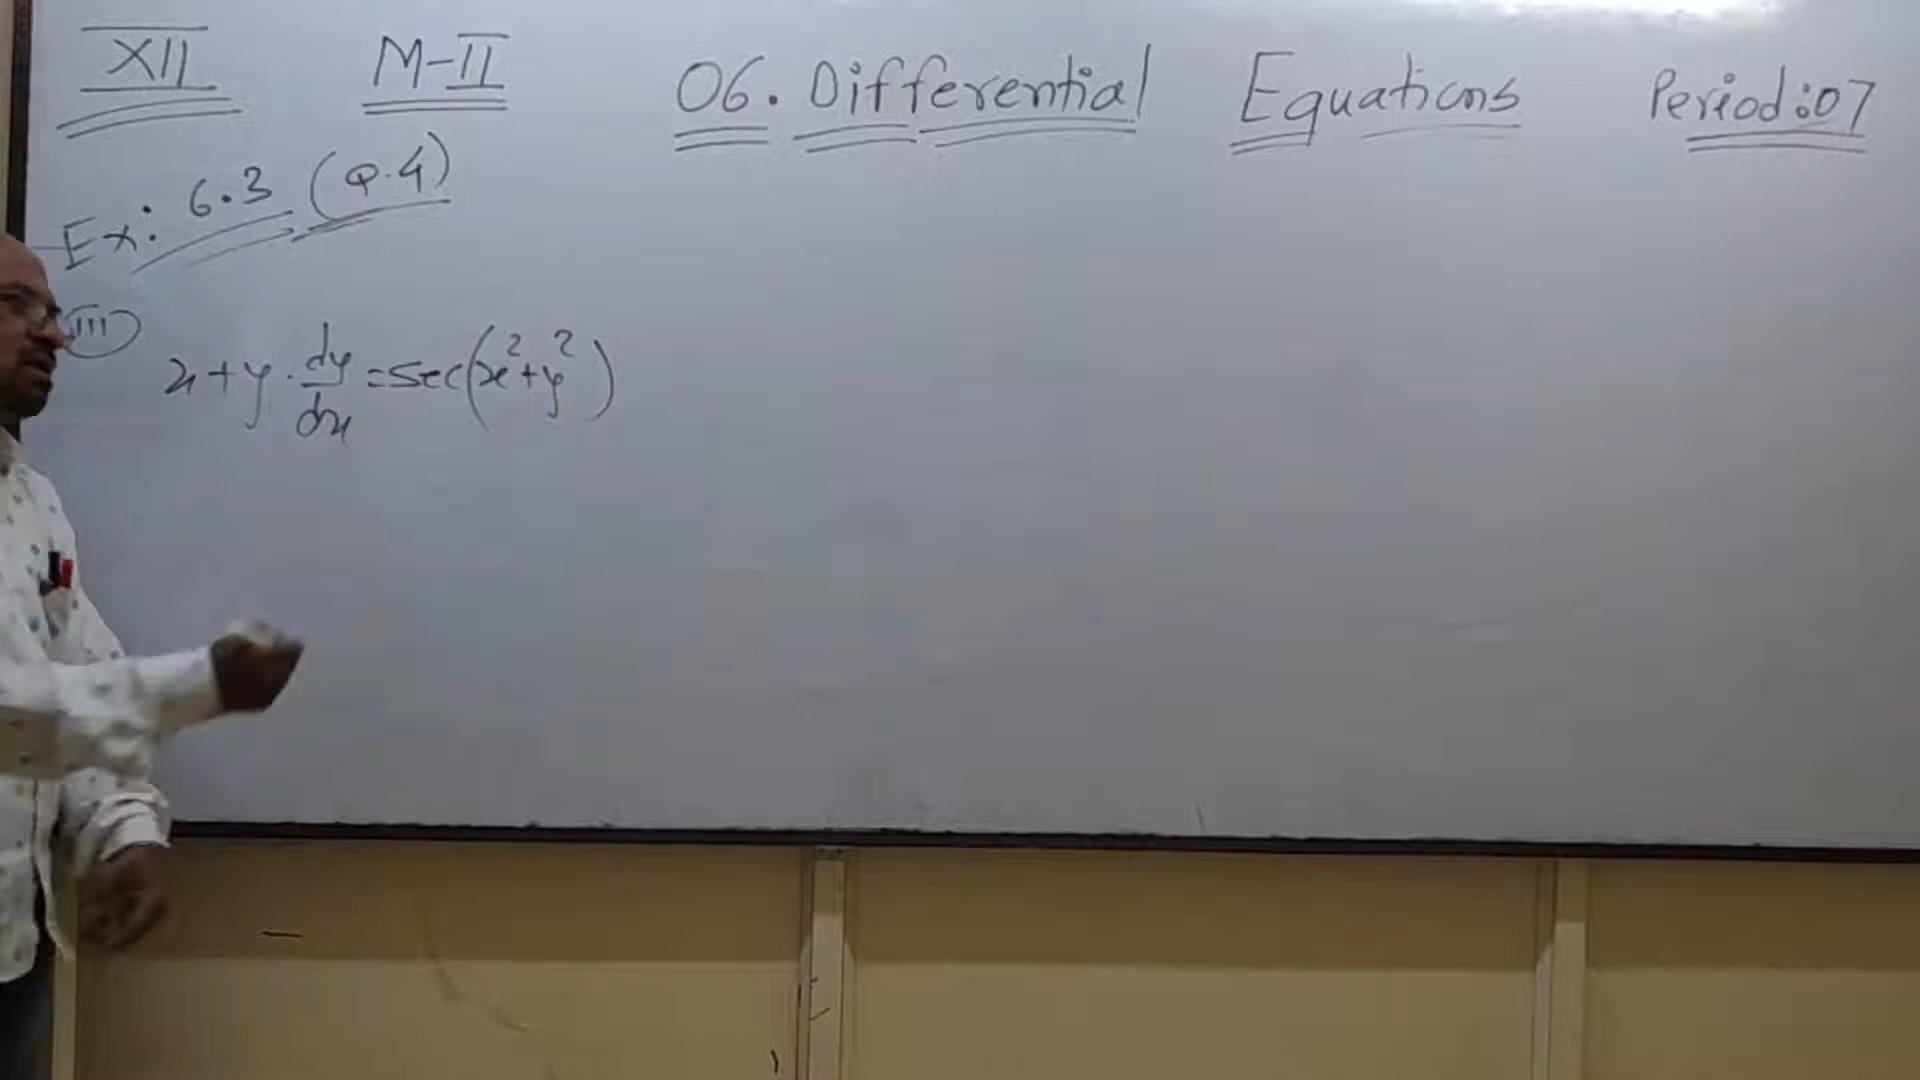 XII M-II 06. Differential Equations Period:07
Ex: 6.3 (Q.4)
III x+y.dy/dx=sec(x²+y²)